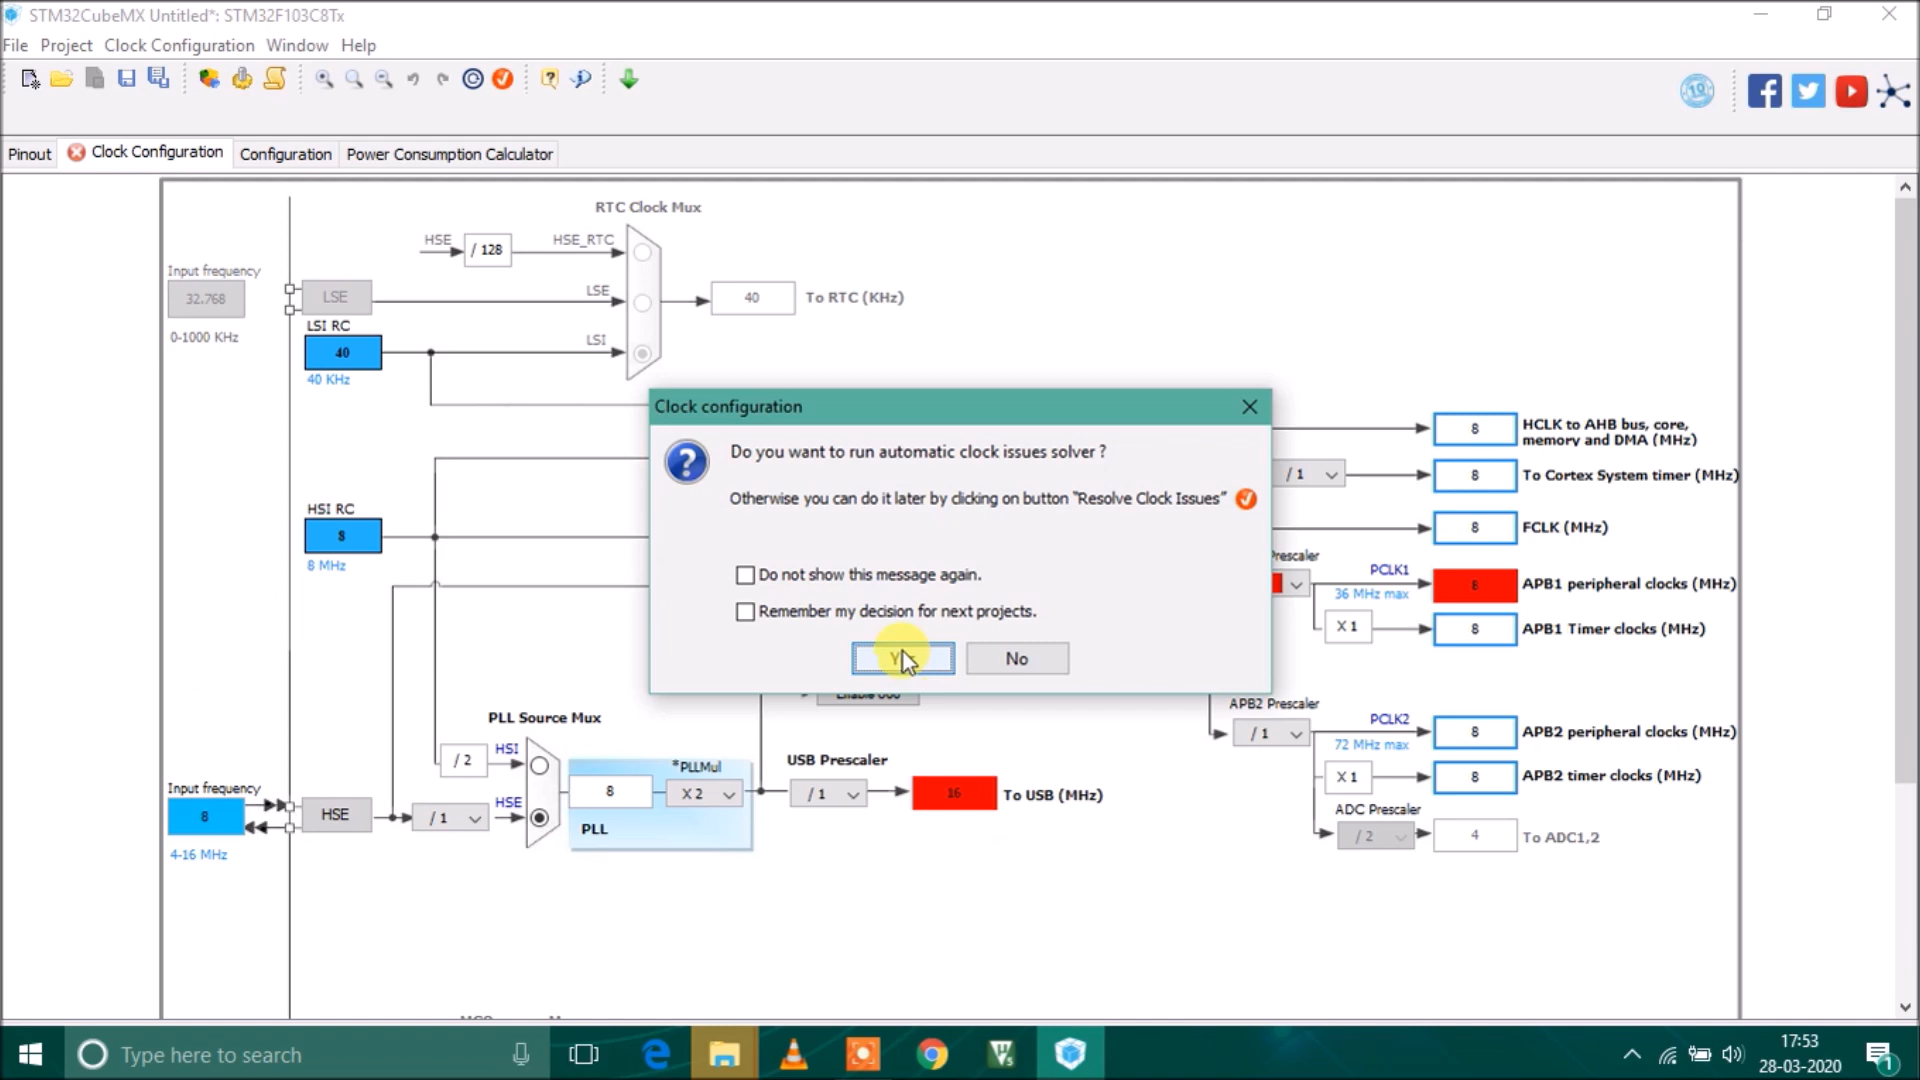 STM32CubeMX Untitled*: STM32F103C8Tx
File Project Clock Configuration Window Help
10
Pinout Clock Configuration Configuration Power Consumption Calculator
RTC Clock Mux
HSE / 128 HSE_RTC
Input frequency
32.768
LSE
LSE
40 To RTC (KHz)
0-1000 KHz
LSI RC
40
LSI
40 KHz
Clock configuration
Do you want to run automatic clock issues solver ?
Otherwise you can do it later by clicking on button "Resolve Clock Issues"
Do not show this message again.
Remember my decision for next projects.
No
8 HCLK to AHB bus, core,
memory and DMA (MHz)
/ 1 8 To Cortex System timer (MHz)
8 FCLK (MHz)
HSI RC
8
8 MHz
PCLK1
36 MHz max
8 APB1 peripheral clocks (MHz)
X 1 8 APB1 Timer clocks (MHz)
APB2 Prescaler
/ 1
PCLK2
72 MHz max
8 APB2 peripheral clocks (MHz)
X 1 8 APB2 timer clocks (MHz)
ADC Prescaler
/ 2 4 To ADC1,2
PLL Source Mux
/ 2 HSI
*PLLMul
8 X 2
PLL
USB Prescaler
/ 1 16 To USB (MHz)
Input frequency
8
HSE / 1 HSE
4-16 MHz
Type here to search
17:53
28-03-2020
1